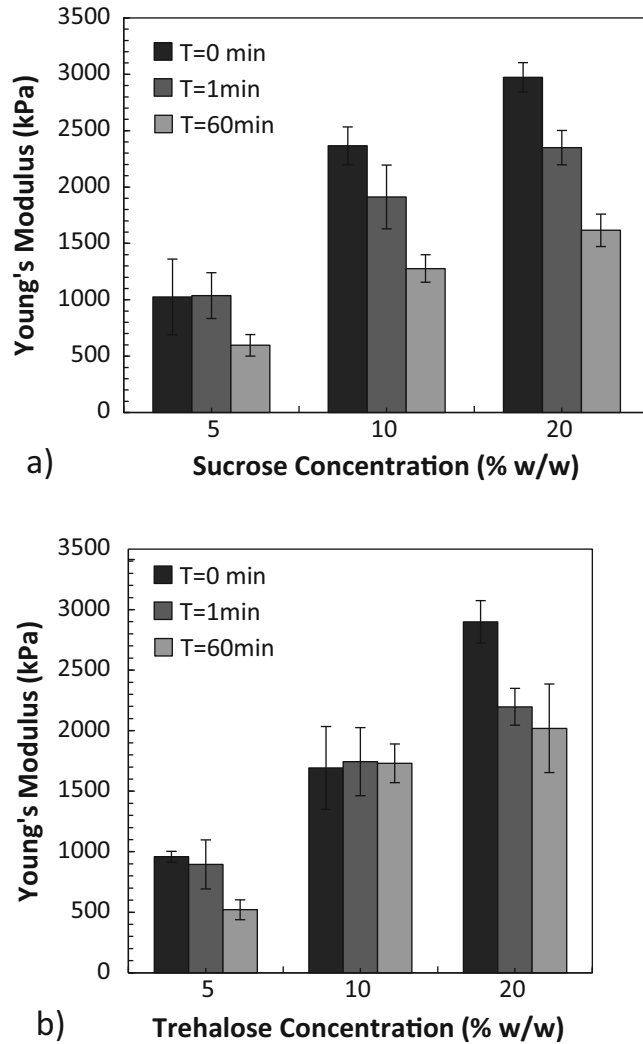 3500
3000
2500
2000
1500
1000
500
0
Young's Modulus (kPa)
T=0 min
T=1min
T=60min
5
10
20
a)
Sucrose Concentration (% w/w)
3500
3000
2500
2000
1500
1000
500
0
Young's Modulus (kPa)
T=0 min
T=1min
T=60min
5
10
20
b)
Trehalose Concentration (% w/w)